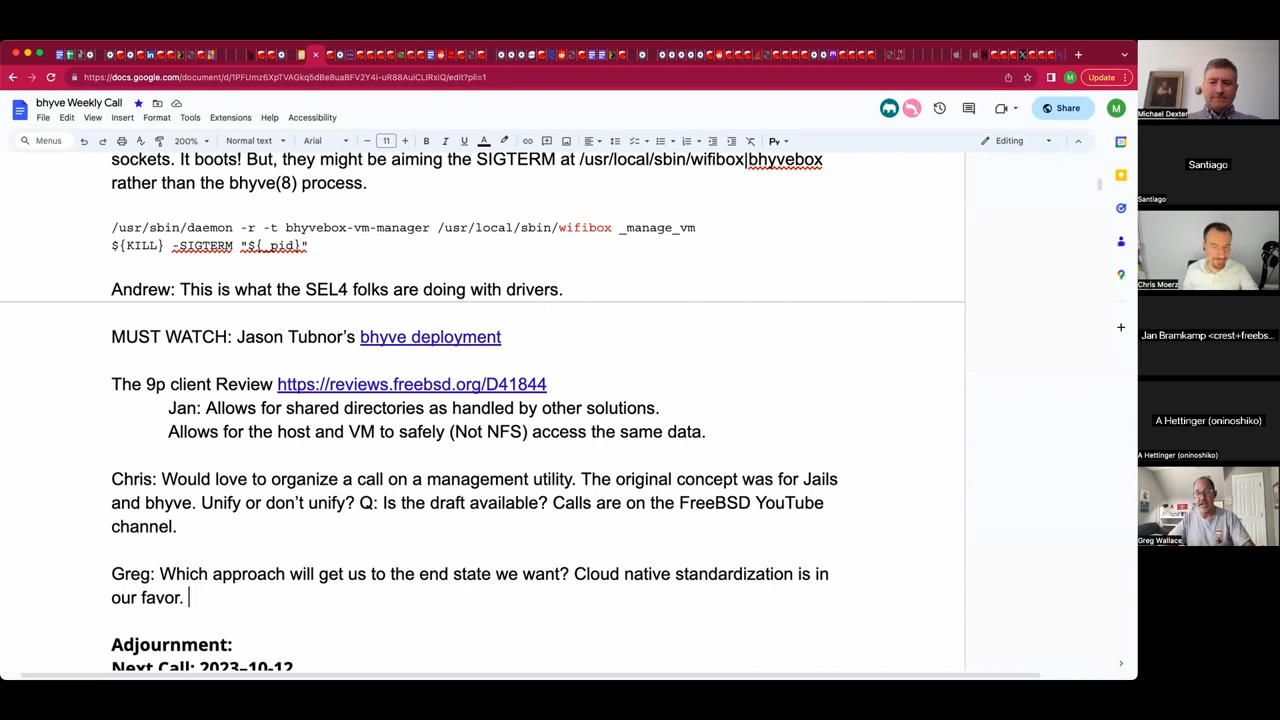 https://docs.google.com/document/d/1PFUmz6XpTVAGkq5dBe8uaBFV2Y4i-uR88AuiCLIRxIQ/edit?pli=1
M
Update
bhyve Weekly Call
File Edit View Insert Format Tools Extensions Help Accessibility
Share
M
Menus
200%
Normal text
Arial
11
Editing
sockets. It boots! But, they might be aiming the SIGTERM at /usr/local/sbin/wifibox|bhyvebox
rather than the bhyve(8) process.
/usr/sbin/daemon -r -t bhyvebox-vm-manager /usr/local/sbin/wifibox _manage_vm
${KILL} -SIGTERM "${_pid}"
Andrew: This is what the SEL4 folks are doing with drivers.
MUST WATCH: Jason Tubnor’s bhyve deployment
The 9p client Review https://reviews.freebsd.org/D41844
Jan: Allows for shared directories as handled by other solutions.
Allows for the host and VM to safely (Not NFS) access the same data.
Chris: Would love to organize a call on a management utility. The original concept was for Jails
and bhyve. Unify or don’t unify? Q: Is the draft available? Calls are on the FreeBSD YouTube
channel.
Greg: Which approach will get us to the end state we want? Cloud native standardization is in
our favor.
Adjournment:
Next Call: 2023–10-12
Michael Dexter
Santiago
Santiago
Chris Moerz
Jan Bramkamp <crest+freebs...
A Hettinger (oninoshiko)
A Hettinger (oninoshiko)
Greg Wallace